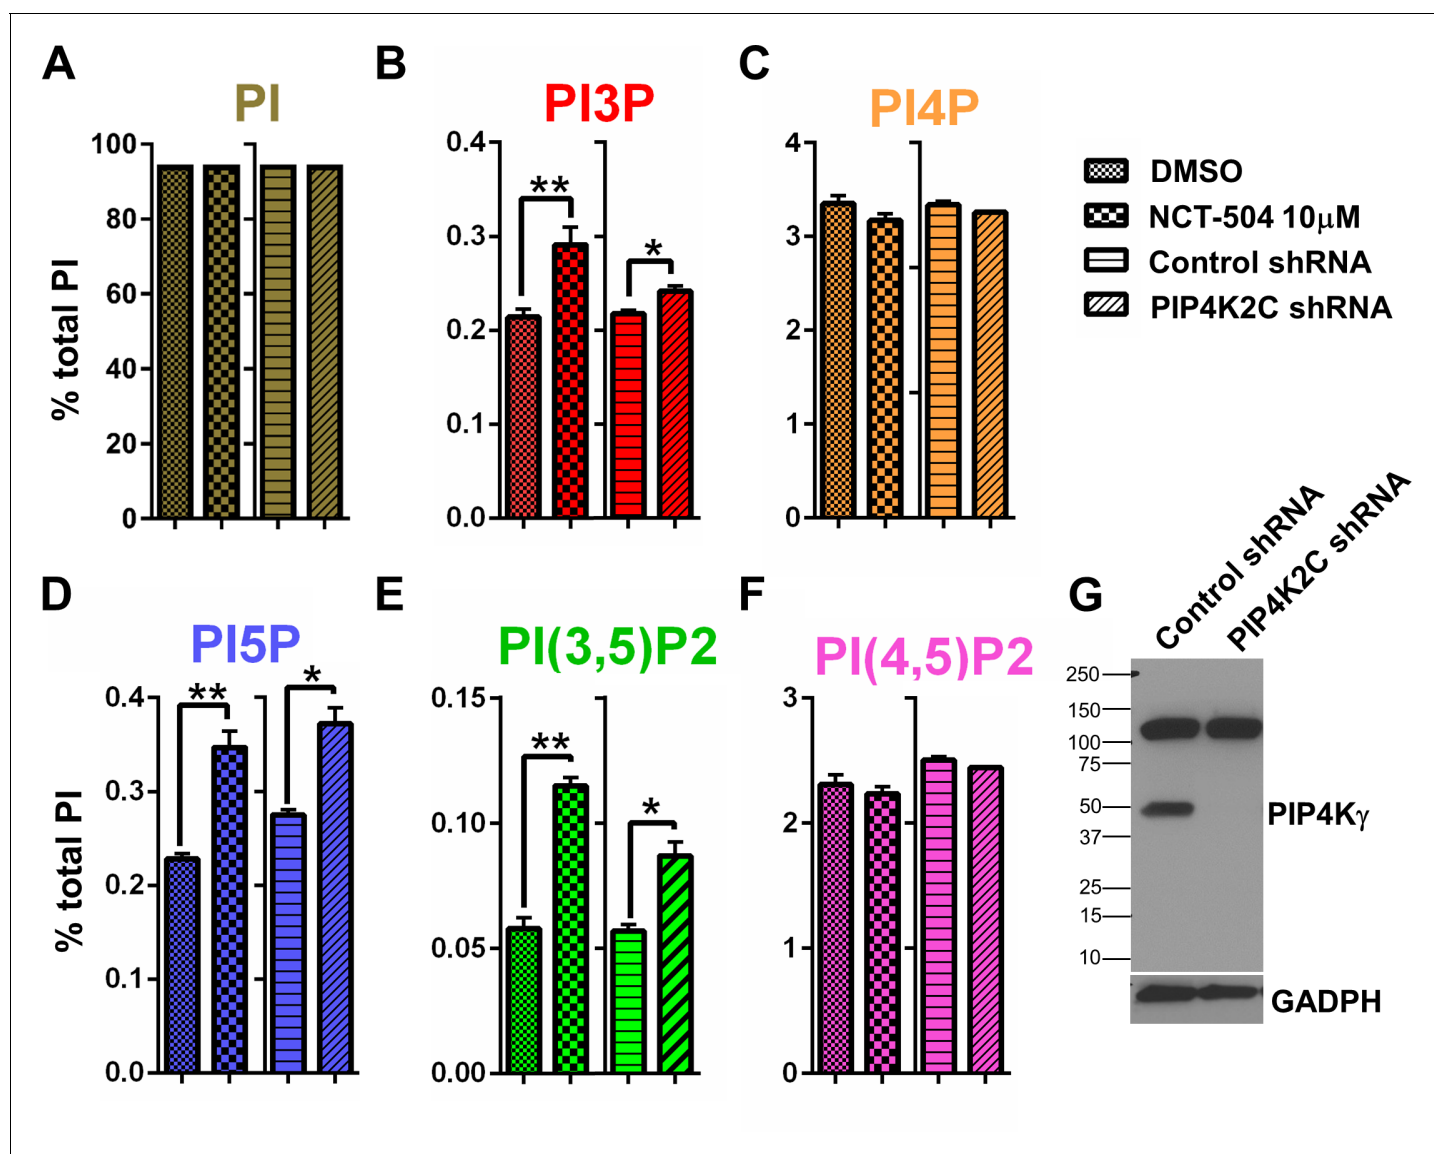 A
PI
100
80
60
40
20
0
% total PI
B
PI3P
0.4
0.3
0.2
0.1
0.0
**
*
C
PI4P
4
3
2
1
0
DMSO
NCT-504 10μM
Control shRNA
PIP4K2C shRNA
D
PI5P
0.4
0.3
0.2
0.1
0.0
% total PI
**
*
E
PI(3,5)P2
0.15
0.10
0.05
0.00
**
*
F
PI(4,5)P2
3
2
1
0
G
Control shRNA
PIP4K2C shRNA
250
150
100
75
50
37
25
15
10
PIP4Kγ
GADPH